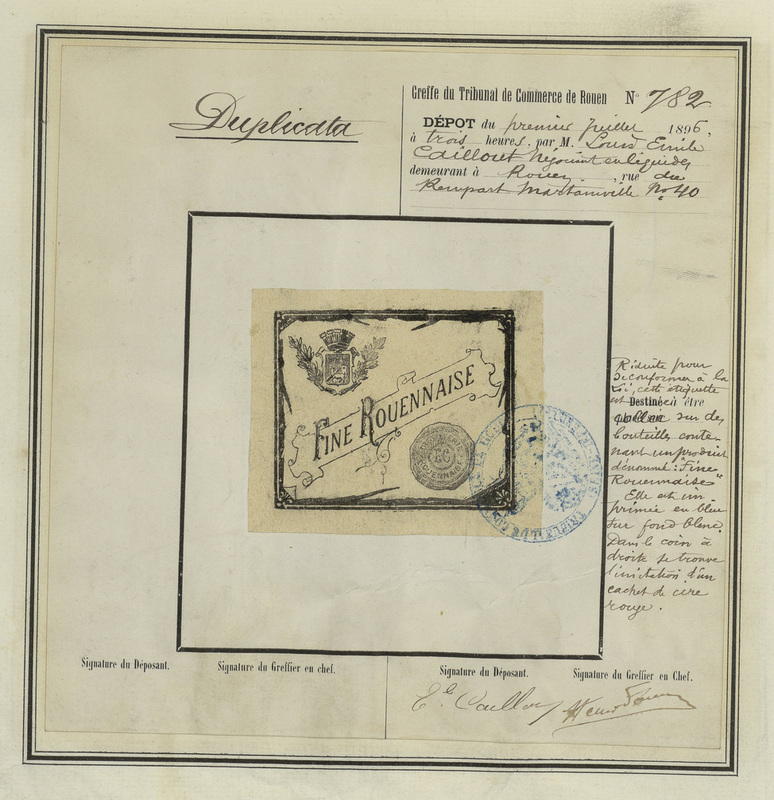 Duplicata
Greffe du Tribunal de Commerce de Rouen N° 782
DÉPOT du premier Juillet 1896,
à trois heures, par M. Louis Emile
Caillouet Négociant en liquides
demeurant à Rouen, rue du
Rempart Martainville No 40
FINE ROUENNAISE
Réduite pour
se conformer à la
loi, cette étiquette
est Destinée à être
collée sur des
bouteilles conte-
nant un produit
dénommé: "Fine
Rouennaise"
Elle est im-
primée en bleu
sur fond blanc.
Dans le coin à
droite se trouve
l'imitation d'un
cachet de cire
rouge.
Signature du Déposant. Signature du Greffier en chef. Signature du Déposant. Signature du Greffier en Chef.